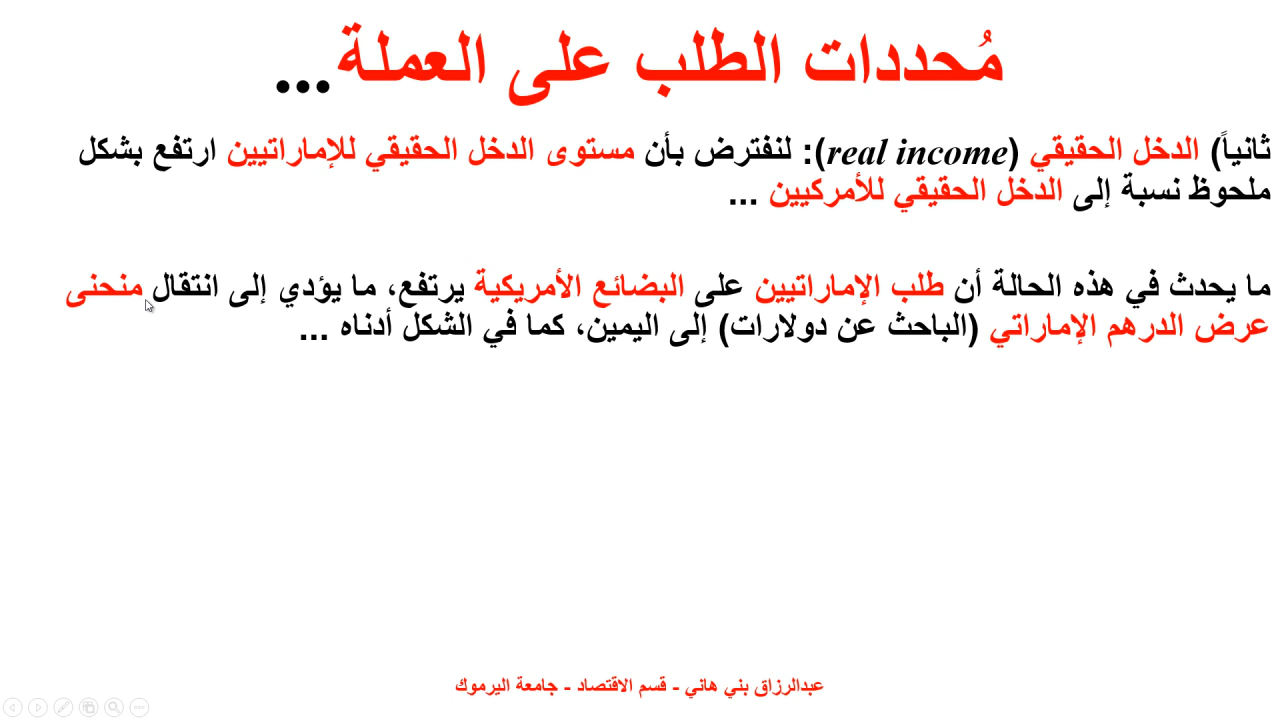 مُحددات الطلب على العملة...
ثانياً) الدخل الحقيقي (real income): لنفترض بأن مستوى الدخل الحقيقي للإماراتيين ارتفع بشكل
ملحوظ نسبة إلى الدخل الحقيقي للأمركيين ...
ما يحدث في هذه الحالة أن طلب الإماراتيين على البضائع الأمريكية يرتفع، ما يؤدي إلى انتقال منحنى
عرض الدرهم الإماراتي (الباحث عن دولارات) إلى اليمين، كما في الشكل أدناه ...
عبدالرزاق بني هاني - قسم الاقتصاد - جامعة اليرموك